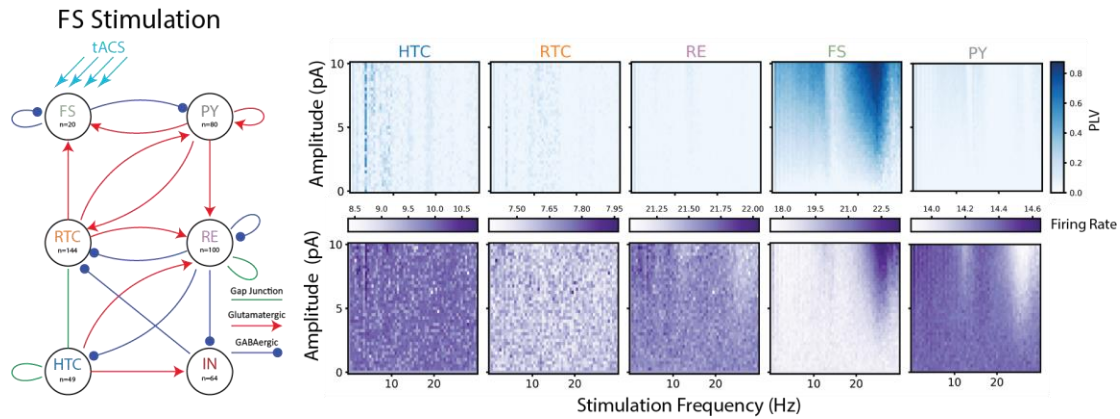 FS Stimulation
tACS
FS
n=20
PY
n=80
RTC
n=144
RE
n=100
HTC
n=49
IN
n=64
Gap Junction
Glutamatergic
GABAergic
HTC RTC RE FS PY
Amplitude (pA)
10
5
0
0.8
0.6
0.4
0.2
0.0
PLV
8.5 9.0 9.5 10.0 10.5
7.50 7.65 7.80 7.95
21.25 21.50 21.75 22.00
18.0 19.5 21.0 22.5
14.0 14.2 14.4 14.6
Firing Rate
Amplitude (pA)
10
5
0
10 20
10 20
10 20
10 20
10 20
Stimulation Frequency (Hz)